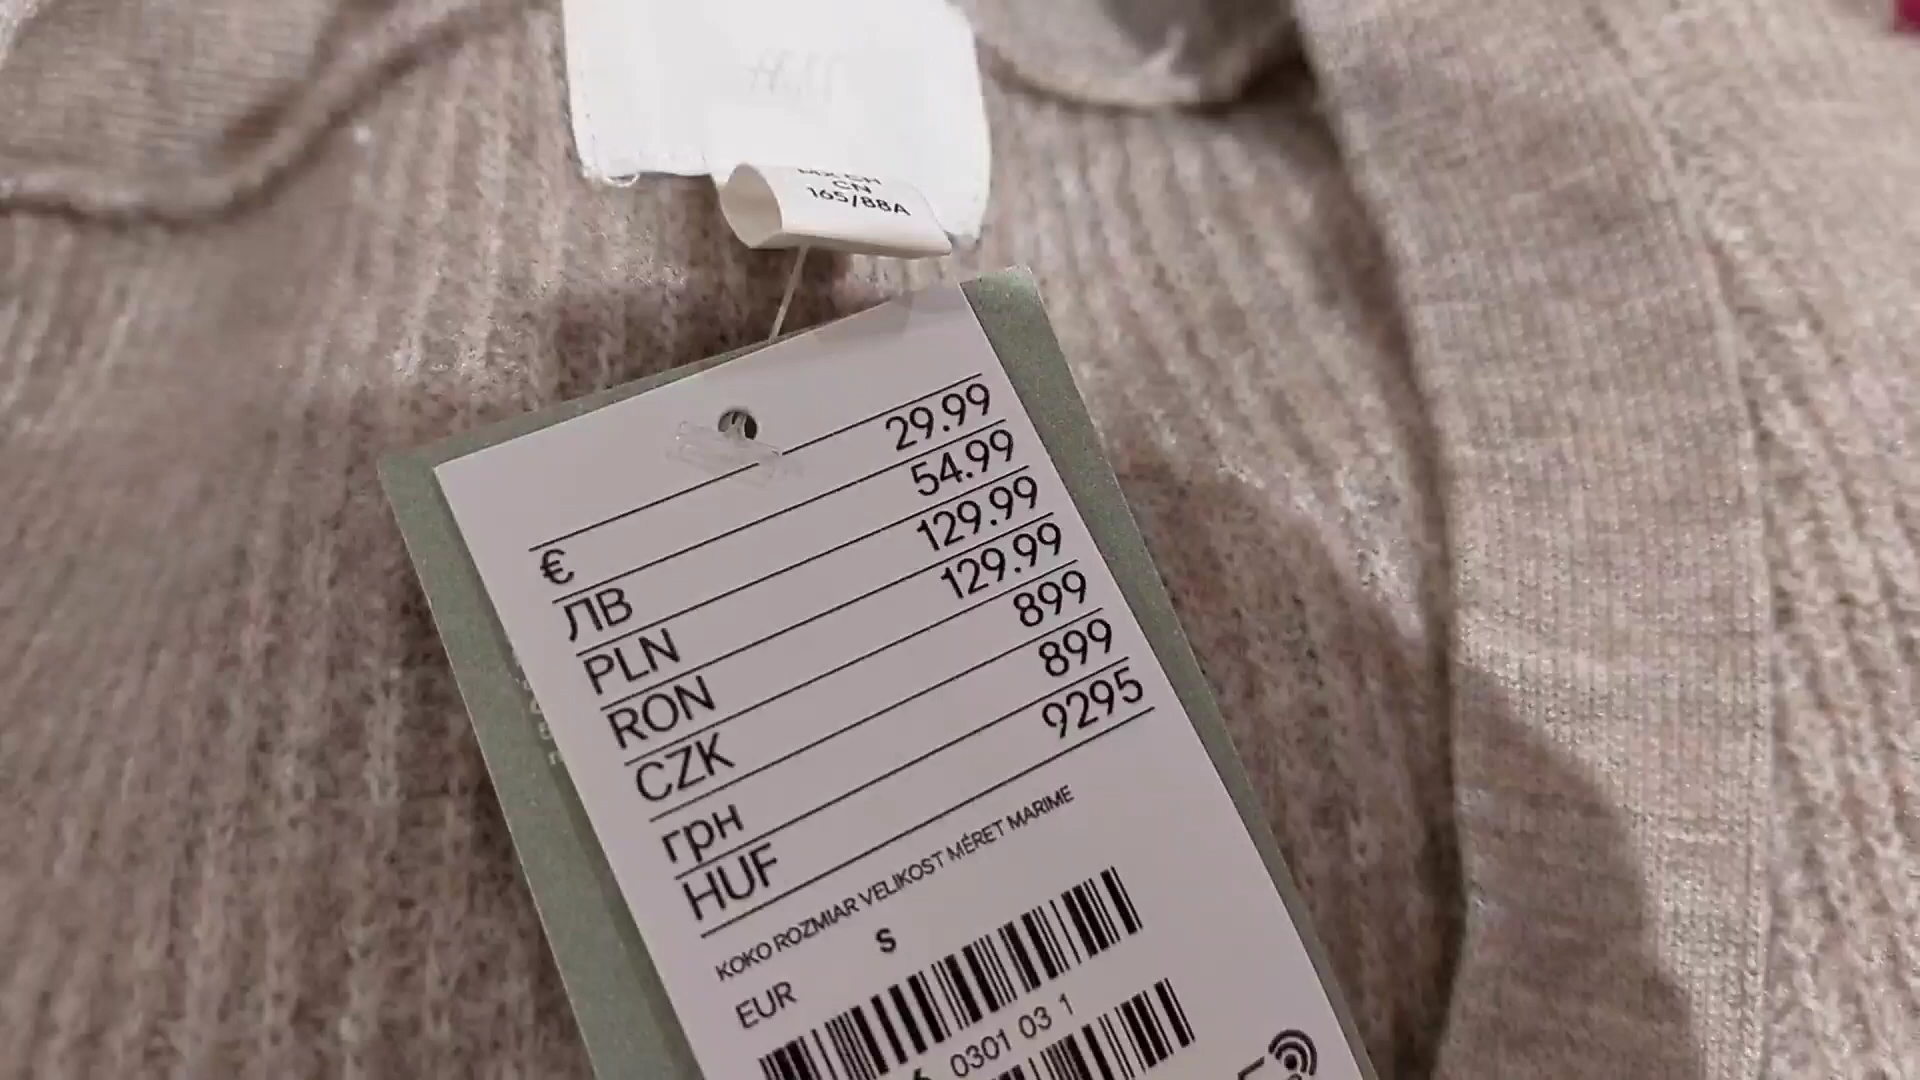 H&M
CN
165/88A
€ 29.99
ЛВ 54.99
PLN 129.99
RON 129.99
CZK 899
грн 899
HUF 9295
KOKO ROZMIAR VELIKOST MÉRET MARIME
EUR S
0301 03 1